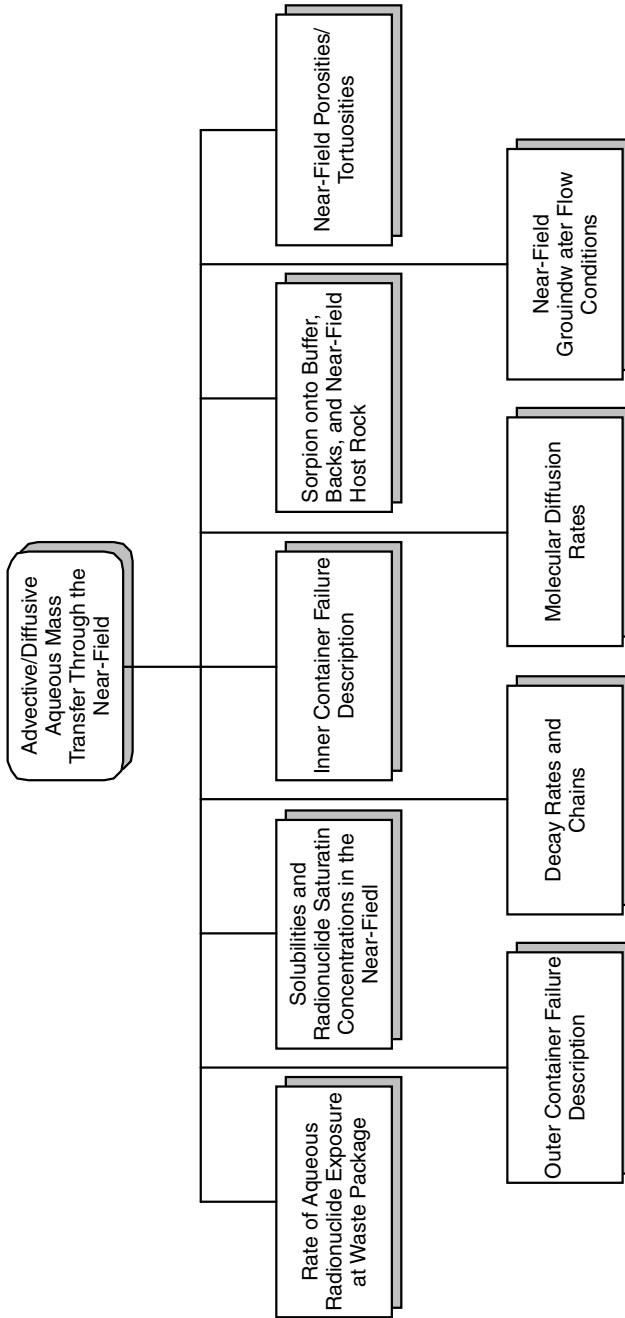 Advective/Diffusive
Aqueous Mass
Transfer Through the
Near-Field
Rate of Aqueous
Radionuclide Exposure
at Waste Package
Solubilities and
Radionuclide Saturatin
Concentrations in the
Near-Fiedl
Inner Container Failure
Description
Sorpion onto Buffer,
Backs, and Near-Field
Host Rock
Near-Field Porosities/
Tortuosities
Outer Container Failure
Description
Decay Rates and
Chains
Molecular Diffusion
Rates
Near-Field
Grouindw ater Flow
Conditions